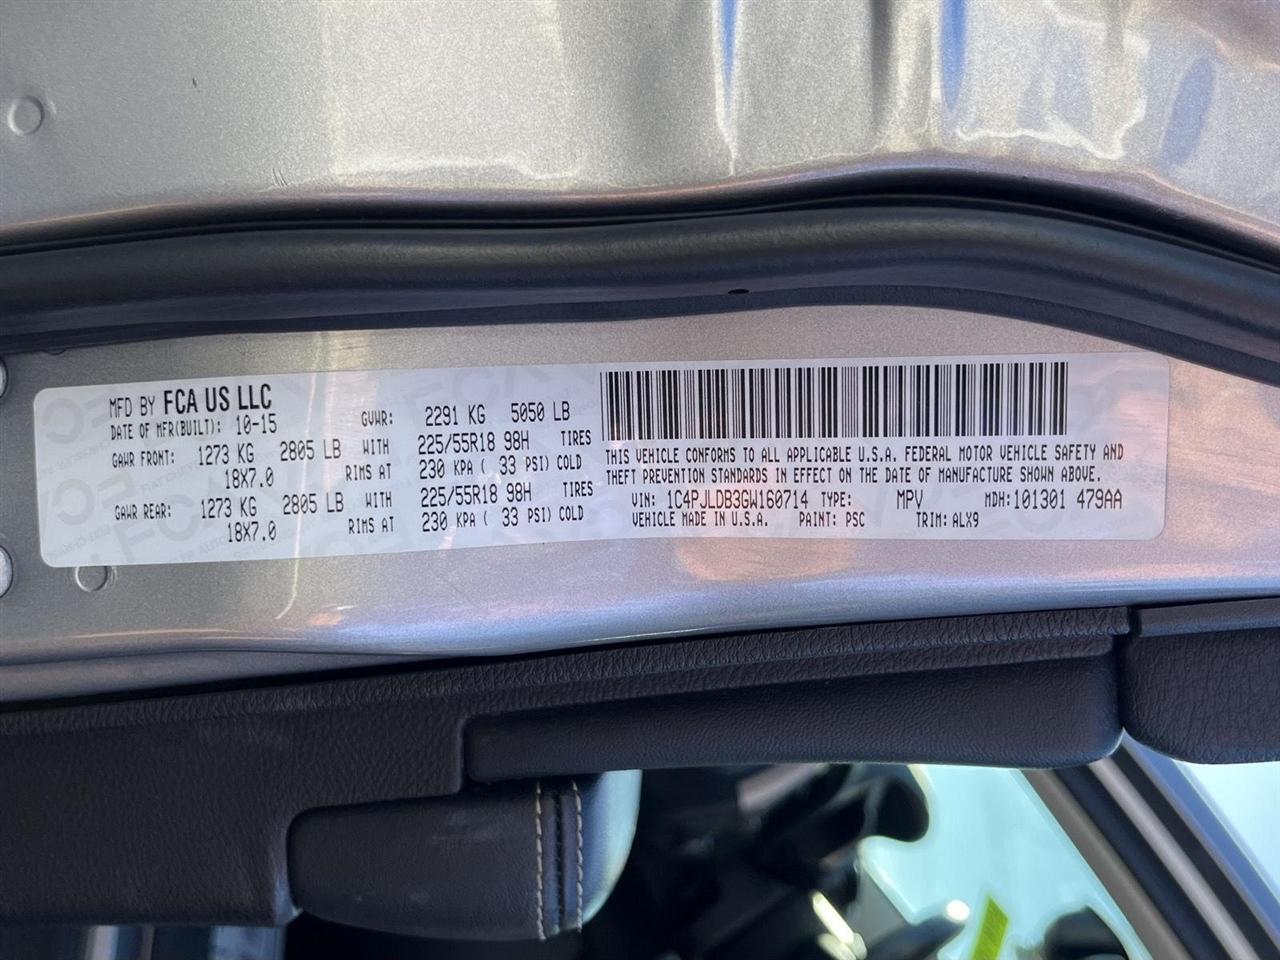 MFD BY FCA US LLC
DATE OF MFR(BUILT): 10-15 GVWR: 2291 KG 5050 LB
GAWR FRONT: 1273 KG 2805 LB WITH 225/55R18 98H TIRES
18X7.0 RIMS AT 230 KPA ( 33 PSI) COLD
GAWR REAR: 1273 KG 2805 LB WITH 225/55R18 98H TIRES
18X7.0 RIMS AT 230 KPA ( 33 PSI) COLD
THIS VEHICLE CONFORMS TO ALL APPLICABLE U.S.A. FEDERAL MOTOR VEHICLE SAFETY AND
THEFT PREVENTION STANDARDS IN EFFECT ON THE DATE OF MANUFACTURE SHOWN ABOVE.
VIN: 1C4PJLDB3GW160714 TYPE: MPV MDH:101301 479AA
VEHICLE MADE IN U.S.A. PAINT: PSC TRIM: ALX9